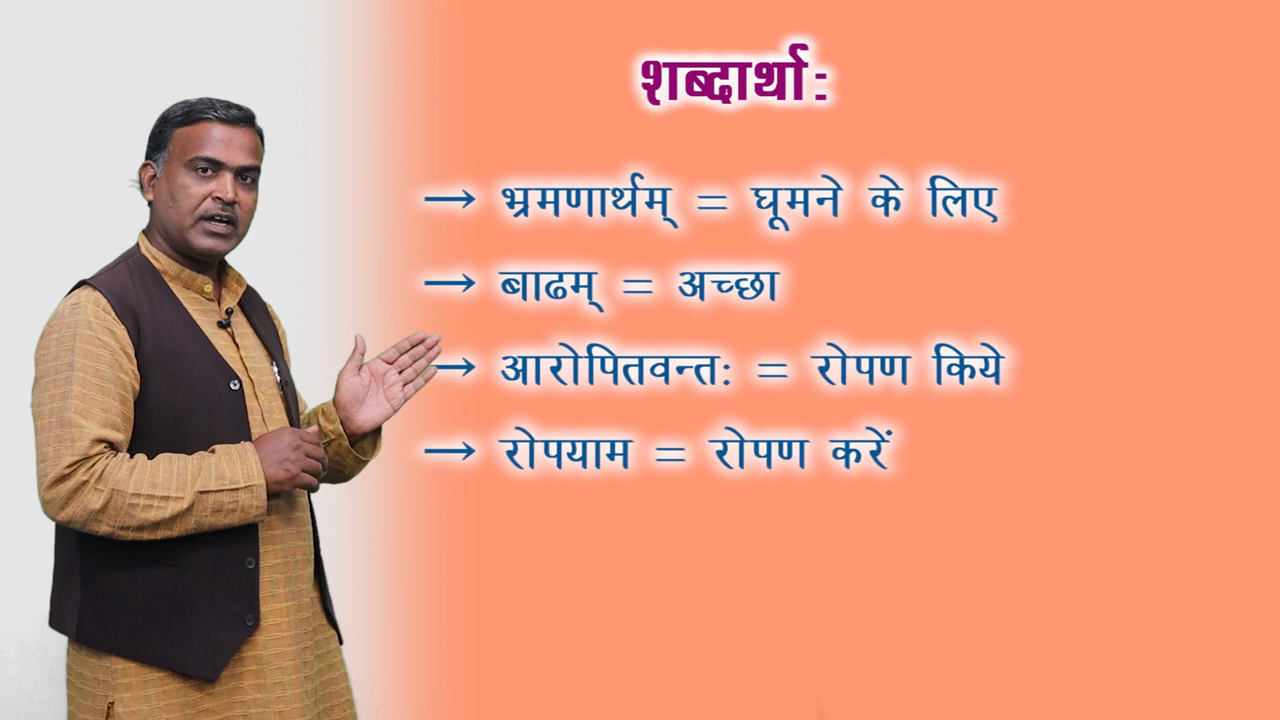 शब्दार्थाः
→ भ्रमणार्थम् = घूमने के लिए
→ बाढम् = अच्छा
→ आरोपितवन्तः = रोपण किये
→ रोपयाम = रोपण करें